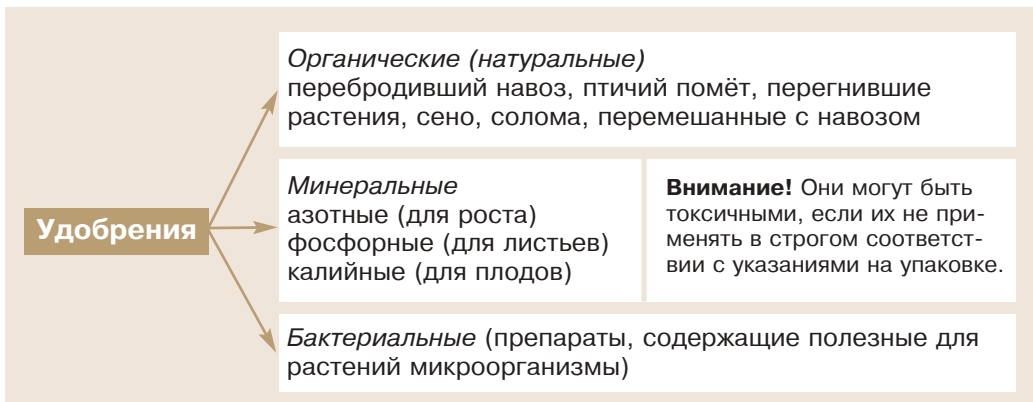 Удобрения
Органические (натуральные)
перебродивший навоз, птичий помёт, перегнившие
растения, сено, солома, перемешанные с навозом
Минеральные
азотные (для роста)
фосфорные (для листьев)
калийные (для плодов)
Внимание! Они могут быть
токсичными, если их не при-
менять в строгом соответст-
вии с указаниями на упаковке.
Бактериальные (препараты, содержащие полезные для
растений микроорганизмы)